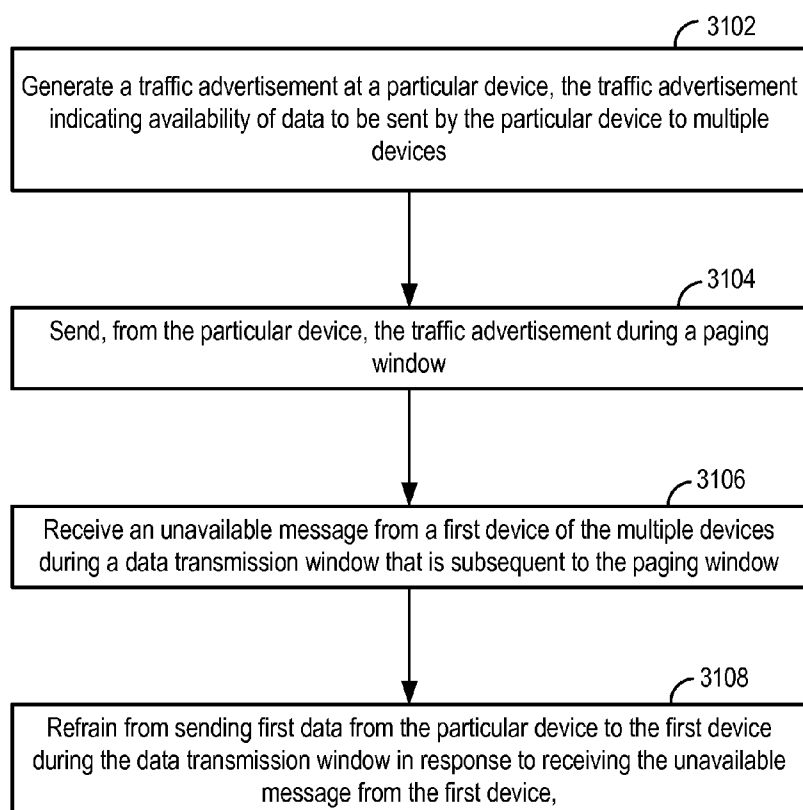 3102
Generate a traffic advertisement at a particular device, the traffic advertisement
indicating availability of data to be sent by the particular device to multiple
devices
3104
Send, from the particular device, the traffic advertisement during a paging
window
3106
Receive an unavailable message from a first device of the multiple devices
during a data transmission window that is subsequent to the paging window
3108
Refrain from sending first data from the particular device to the first device
during the data transmission window in response to receiving the unavailable
message from the first device,